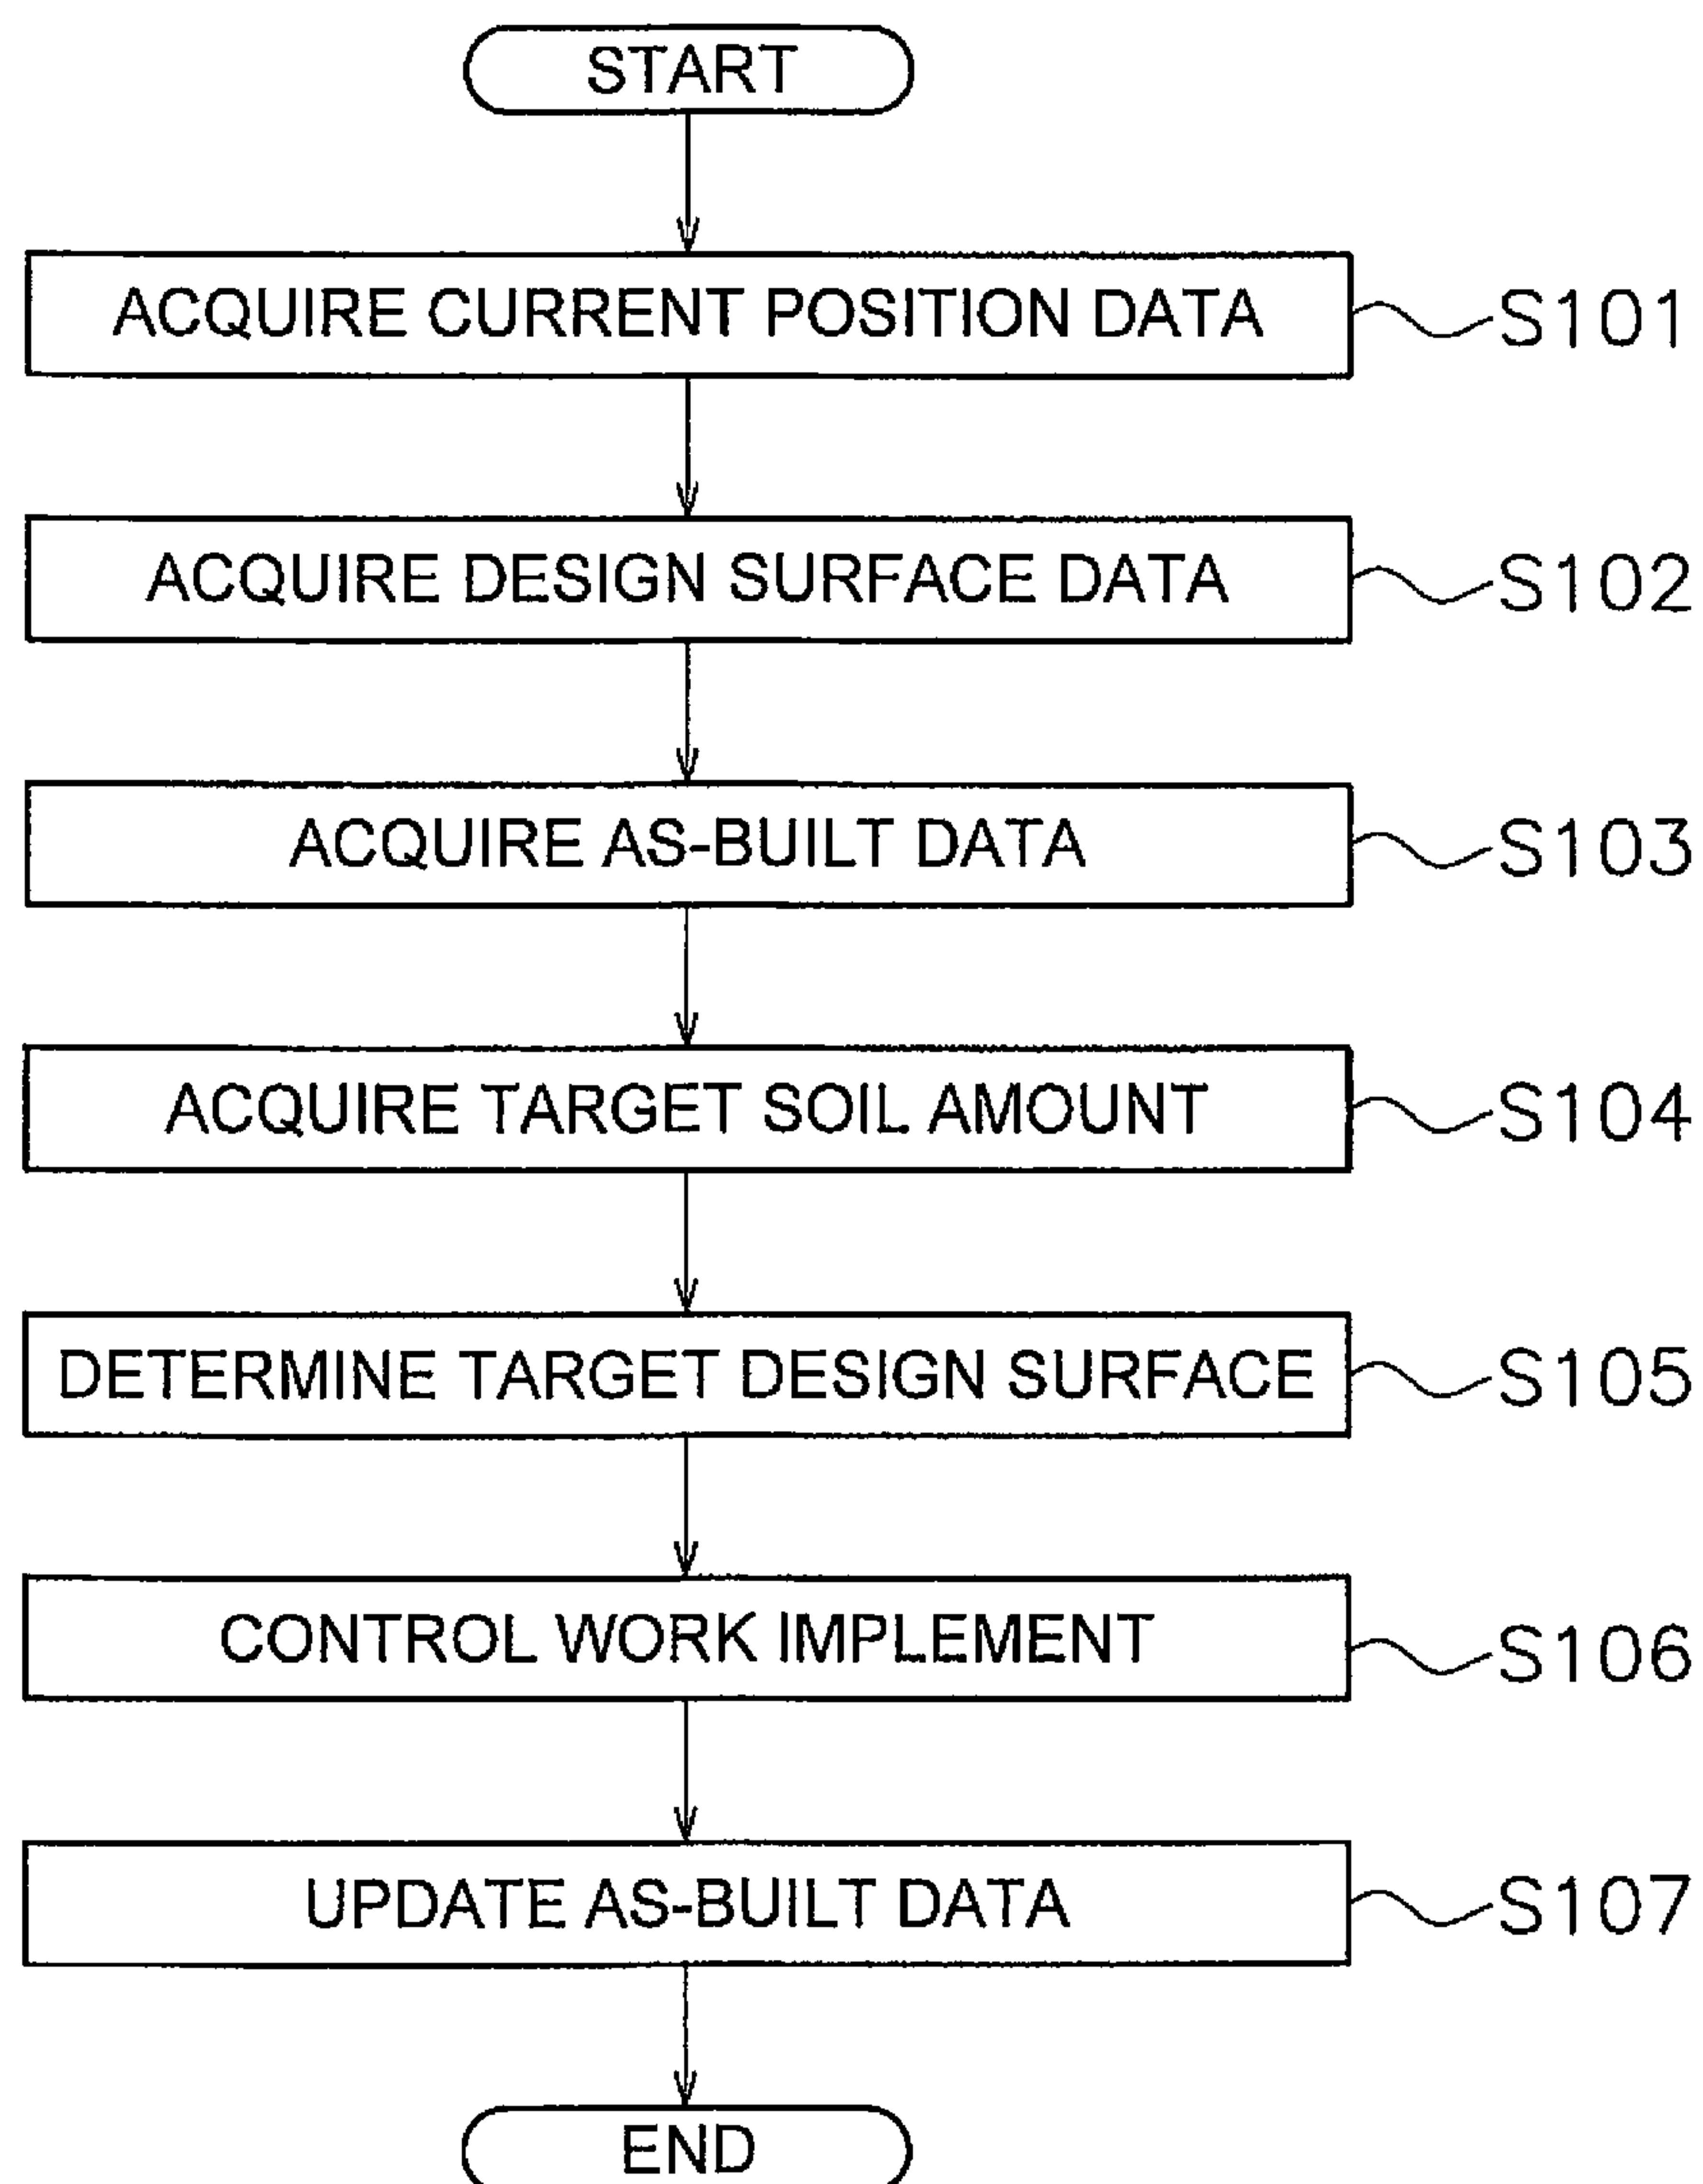 START
ACQUIRE CURRENT POSITION DATA
S101
ACQUIRE DESIGN SURFACE DATA
S102
ACQUIRE AS-BUILT DATA
S103
ACQUIRE TARGET SOIL AMOUNT
S104
DETERMINE TARGET DESIGN SURFACE
S105
CONTROL WORK IMPLEMENT
S106
UPDATE AS-BUILT DATA
S107
END